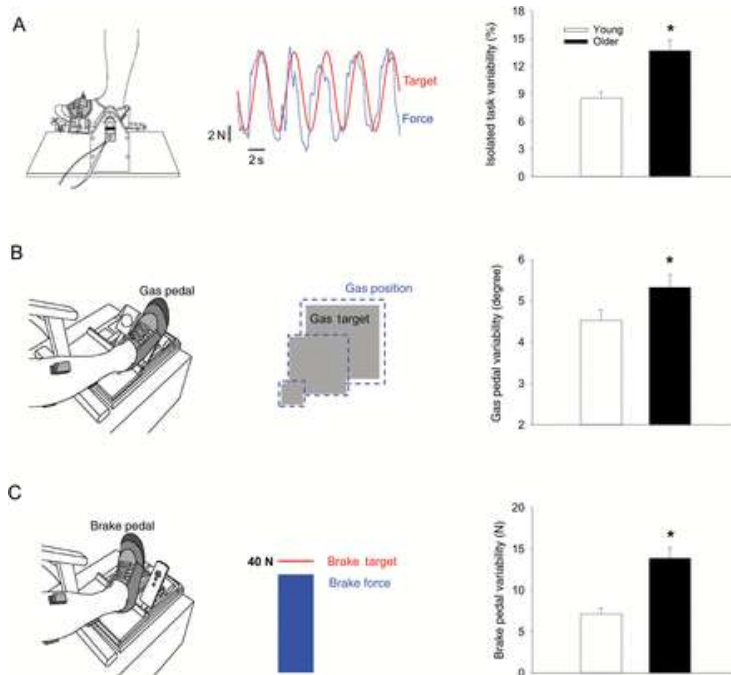 A
Target
Force
2 N
2 s
Isolated task variability (%)
18
15
12
9
6
3
0
Young
Older
*
B
Gas pedal
Gas position
Gas target
Gas pedal variability (degree)
6
5
4
3
2
*
C
Brake pedal
40 N
Brake target
Brake force
Brake pedal variability (N)
20
15
10
5
0
*